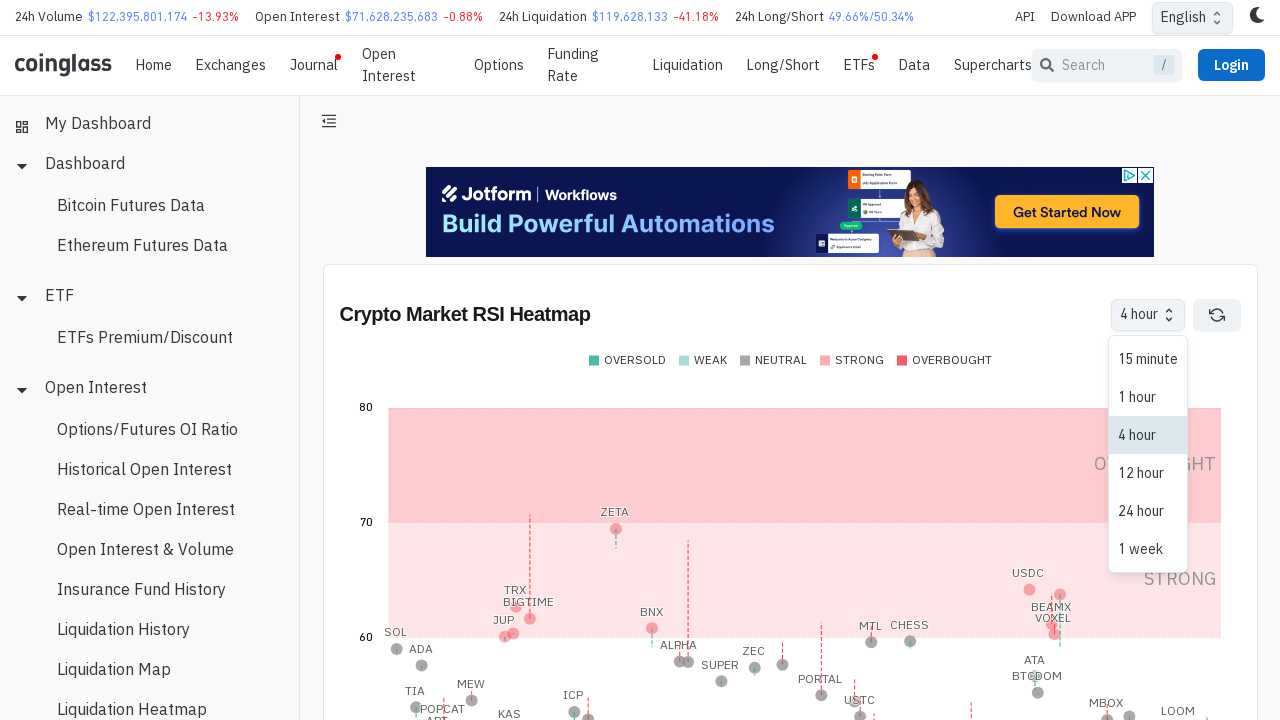 24h Volume $122,395,801,174 -13.93% Open Interest $71,628,235,683 -0.88% 24h Liquidation $119,628,133 -41.18% 24h Long/Short 49.66%/50.34% API Download APP English
coinglass Home Exchanges Journal Open Interest Options Funding Rate Liquidation Long/Short ETFs Data Supercharts Search / Login
My Dashboard
Dashboard
Bitcoin Futures Data
Ethereum Futures Data
ETF
ETFs Premium/Discount
Open Interest
Options/Futures OI Ratio
Historical Open Interest
Real-time Open Interest
Open Interest & Volume
Insurance Fund History
Liquidation History
Liquidation Map
Liquidation Heatmap
Jotform Workflows
Build Powerful Automations
Get Started Now
Crypto Market RSI Heatmap
4 hour
15 minute
1 hour
4 hour
12 hour
24 hour
1 week
OVERSOLD WEAK NEUTRAL STRONG OVERBOUGHT
80
70
ZETA
STRONG
USDC
TRX
BIGTIME
BEAMX
BNX
VOXEL
JUP
60
SOL
MTL
CHESS
ADA
ALPHA
ZEC
SUPER
ATA
BTCDOM
PORTAL
TIA
MEW
ICP
USTC
MBOX
POPCAT
KAS
LOOM